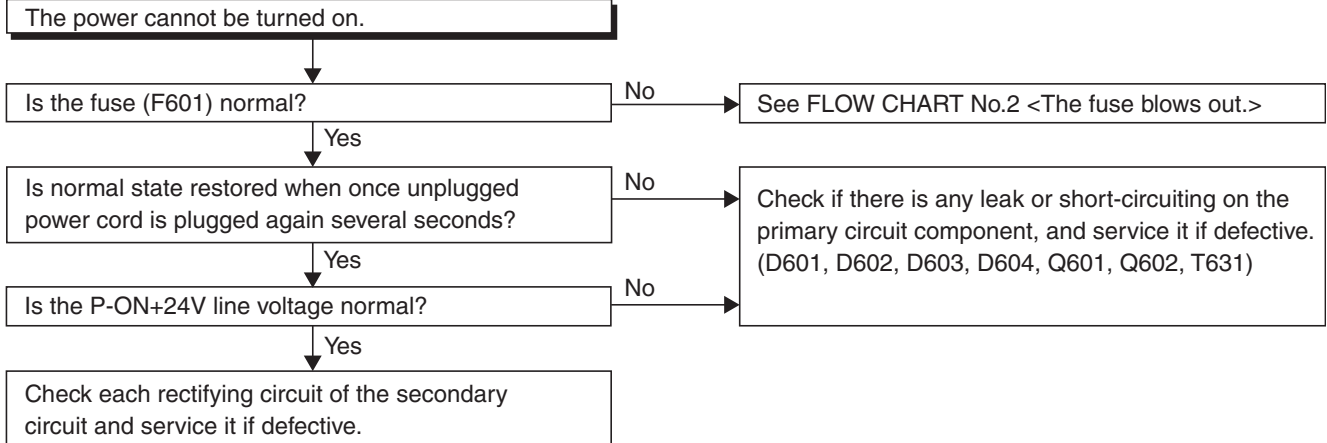 The power cannot be turned on.
Is the fuse (F601) normal?
No
See FLOW CHART No.2 <The fuse blows out.>
Yes
Is normal state restored when once unplugged
power cord is plugged again several seconds?
No
Check if there is any leak or short-circuiting on the
primary circuit component, and service it if defective.
(D601, D602, D603, D604, Q601, Q602, T631)
Yes
Is the P-ON+24V line voltage normal?
No
Yes
Check each rectifying circuit of the secondary
circuit and service it if defective.